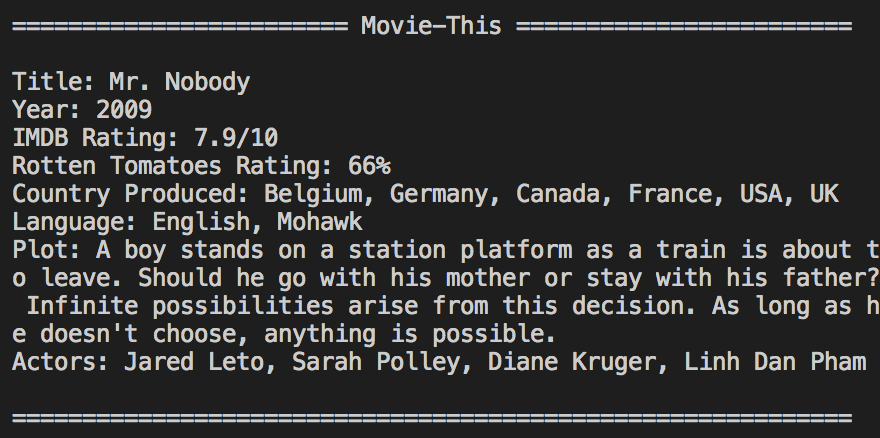 ======================== Movie-This ========================
Title: Mr. Nobody
Year: 2009
IMDB Rating: 7.9/10
Rotten Tomatoes Rating: 66%
Country Produced: Belgium, Germany, Canada, France, USA, UK
Language: English, Mohawk
Plot: A boy stands on a station platform as a train is about t
o leave. Should he go with his mother or stay with his father?
 Infinite possibilities arise from this decision. As long as h
e doesn't choose, anything is possible.
Actors: Jared Leto, Sarah Polley, Diane Kruger, Linh Dan Pham
============================================================